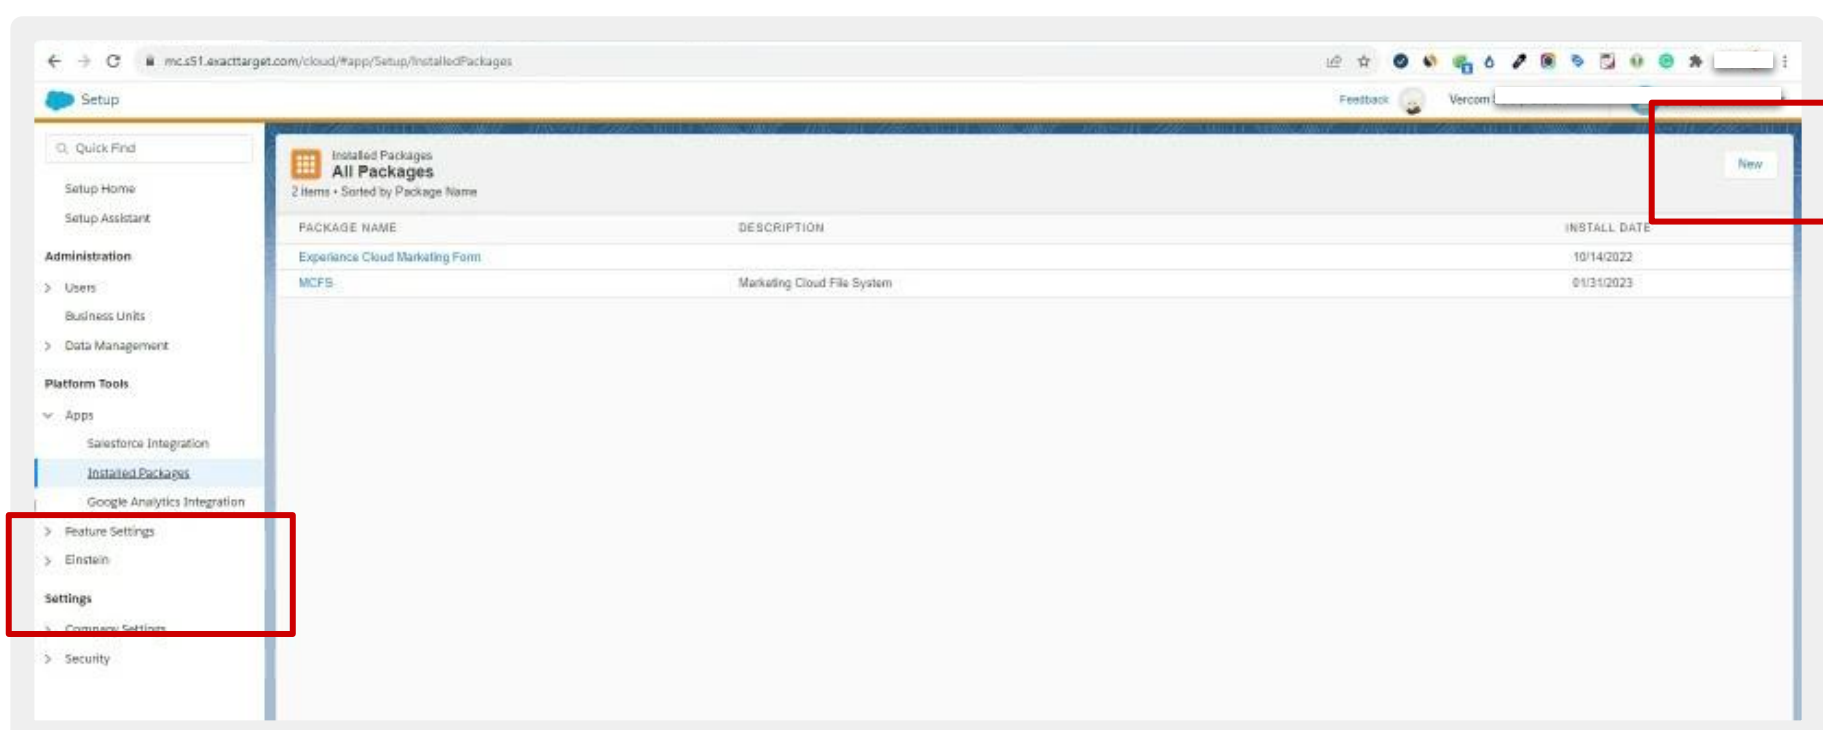 mc.s51.exacttarget.com/cloud/#app/Setup/InstalledPackages
Setup
Feedback
Vercom
Quick Find
Setup Home
Setup Assistant
Administration
Users
Business Units
Data Management
Platform Tools
Apps
Salesforce Integration
Installed Packages
Google Analytics Integration
Feature Settings
Einstein
Settings
Company Settings
Security
Installed Packages
All Packages
2 items • Sorted by Package Name
New
PACKAGE NAME DESCRIPTION INSTALL DATE
Experience Cloud Marketing Form 10/14/2022
MCFS Marketing Cloud File System 01/31/2023